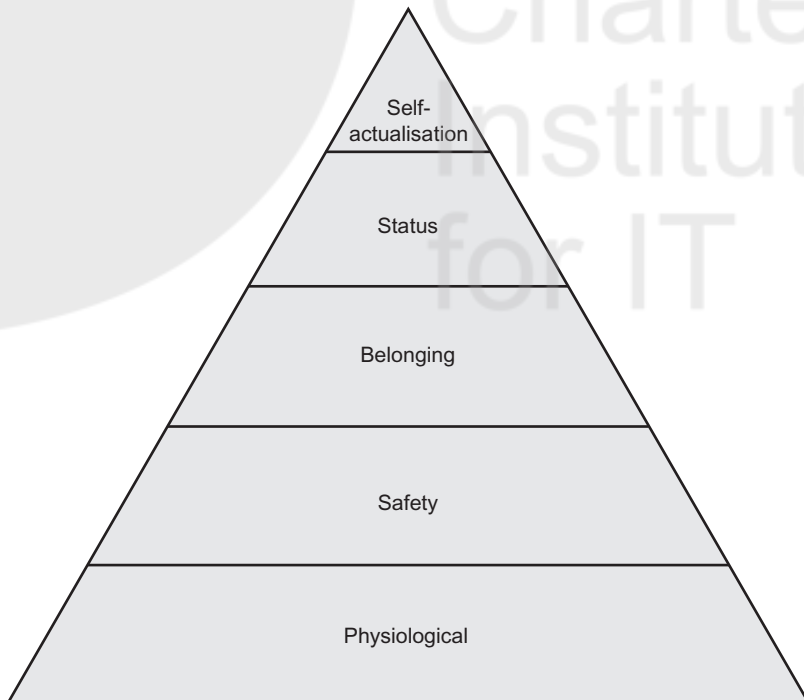 Charte
Institut
for IT
Self-
actualisation
Status
Belonging
Safety
Physiological